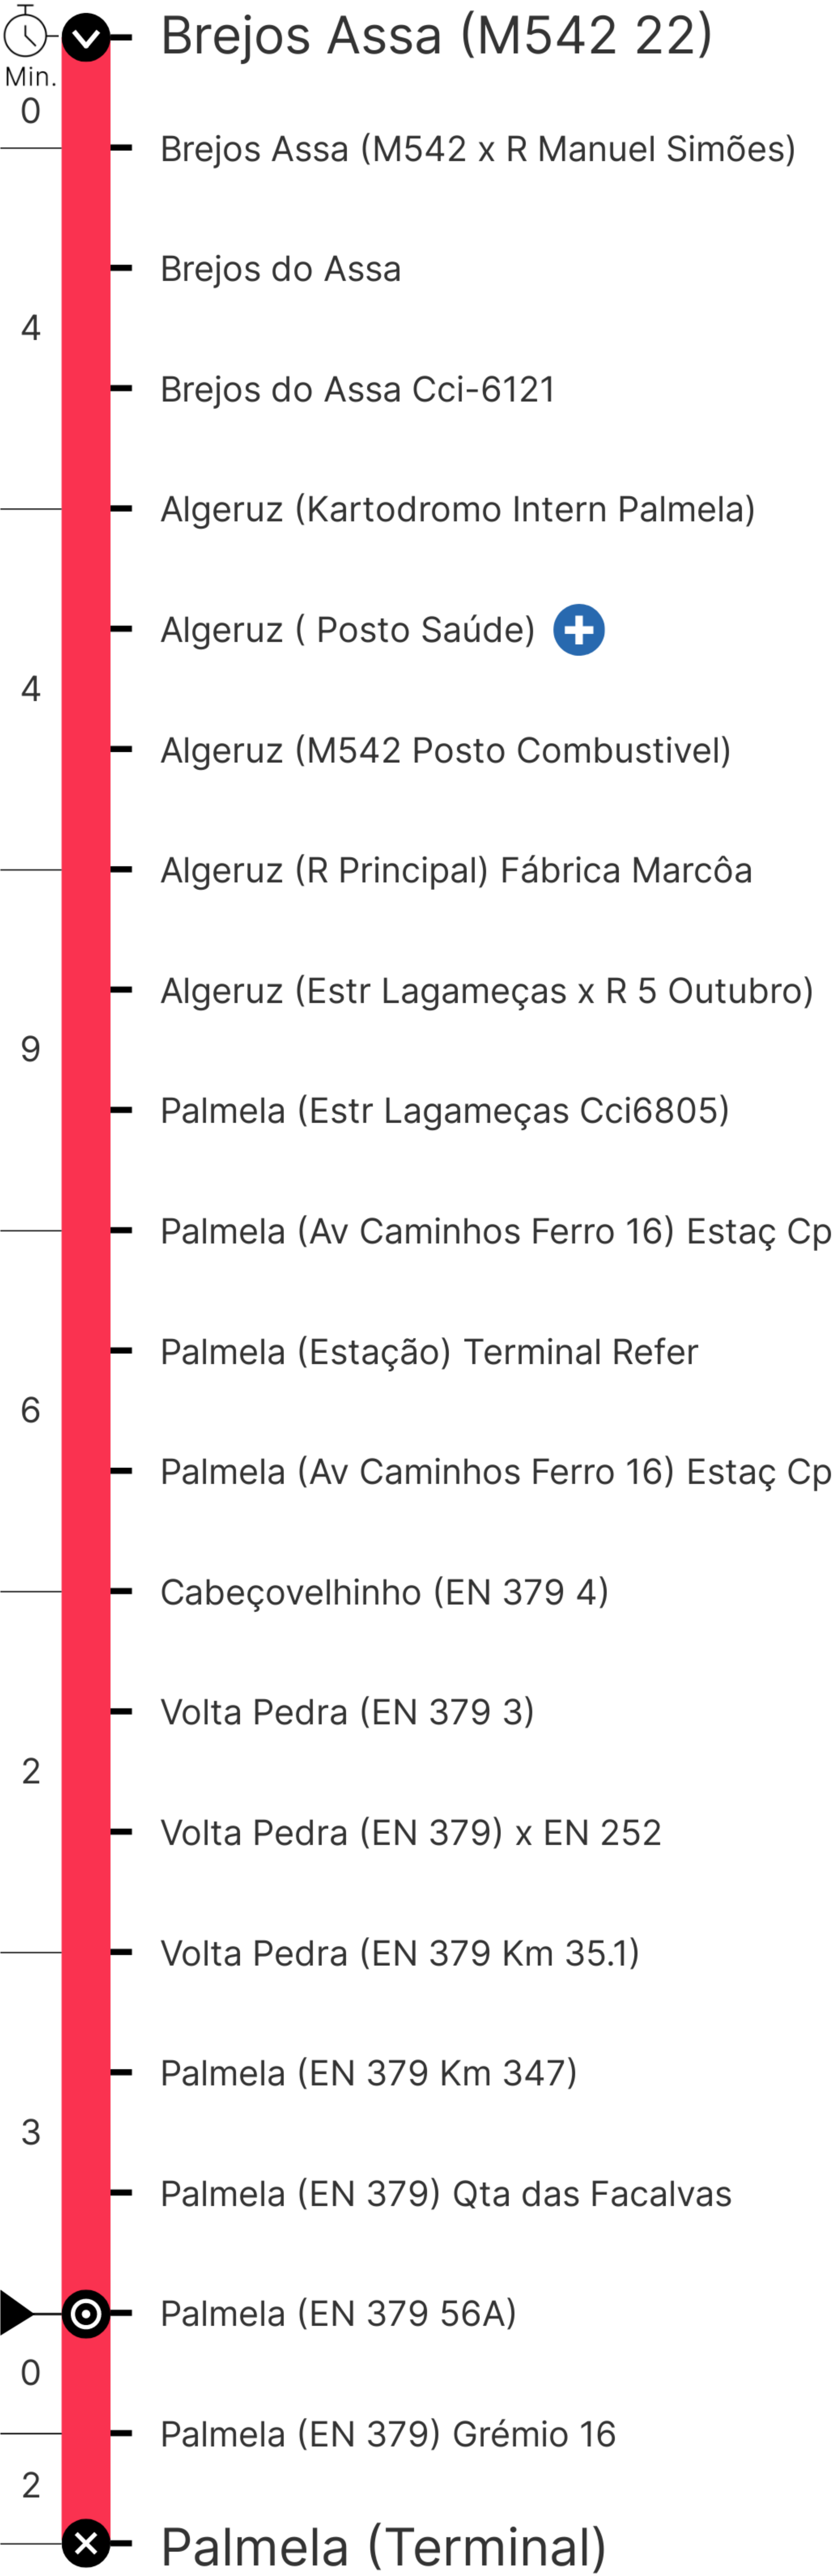 Brejos Assa (M542 22)
Min.
0
Brejos Assa (M542 x R Manuel Simões)
Brejos do Assa
4
Brejos do Assa Cci-6121
Algeruz (Kartodromo Intern Palmela)
Algeruz ( Posto Saúde)
4
Algeruz (M542 Posto Combustivel)
Algeruz (R Principal) Fábrica Marcôa
Algeruz (Estr Lagameças x R 5 Outubro)
9
Palmela (Estr Lagameças Cci6805)
Palmela (Av Caminhos Ferro 16) Estaç Cp
Palmela (Estação) Terminal Refer
6
Palmela (Av Caminhos Ferro 16) Estaç Cp
Cabeçovelhinho (EN 379 4)
Volta Pedra (EN 379 3)
2
Volta Pedra (EN 379) x EN 252
Volta Pedra (EN 379 Km 35.1)
Palmela (EN 379 Km 347)
3
Palmela (EN 379) Qta das Facalvas
Palmela (EN 379 56A)
0
Palmela (EN 379) Grémio 16
2
Palmela (Terminal)